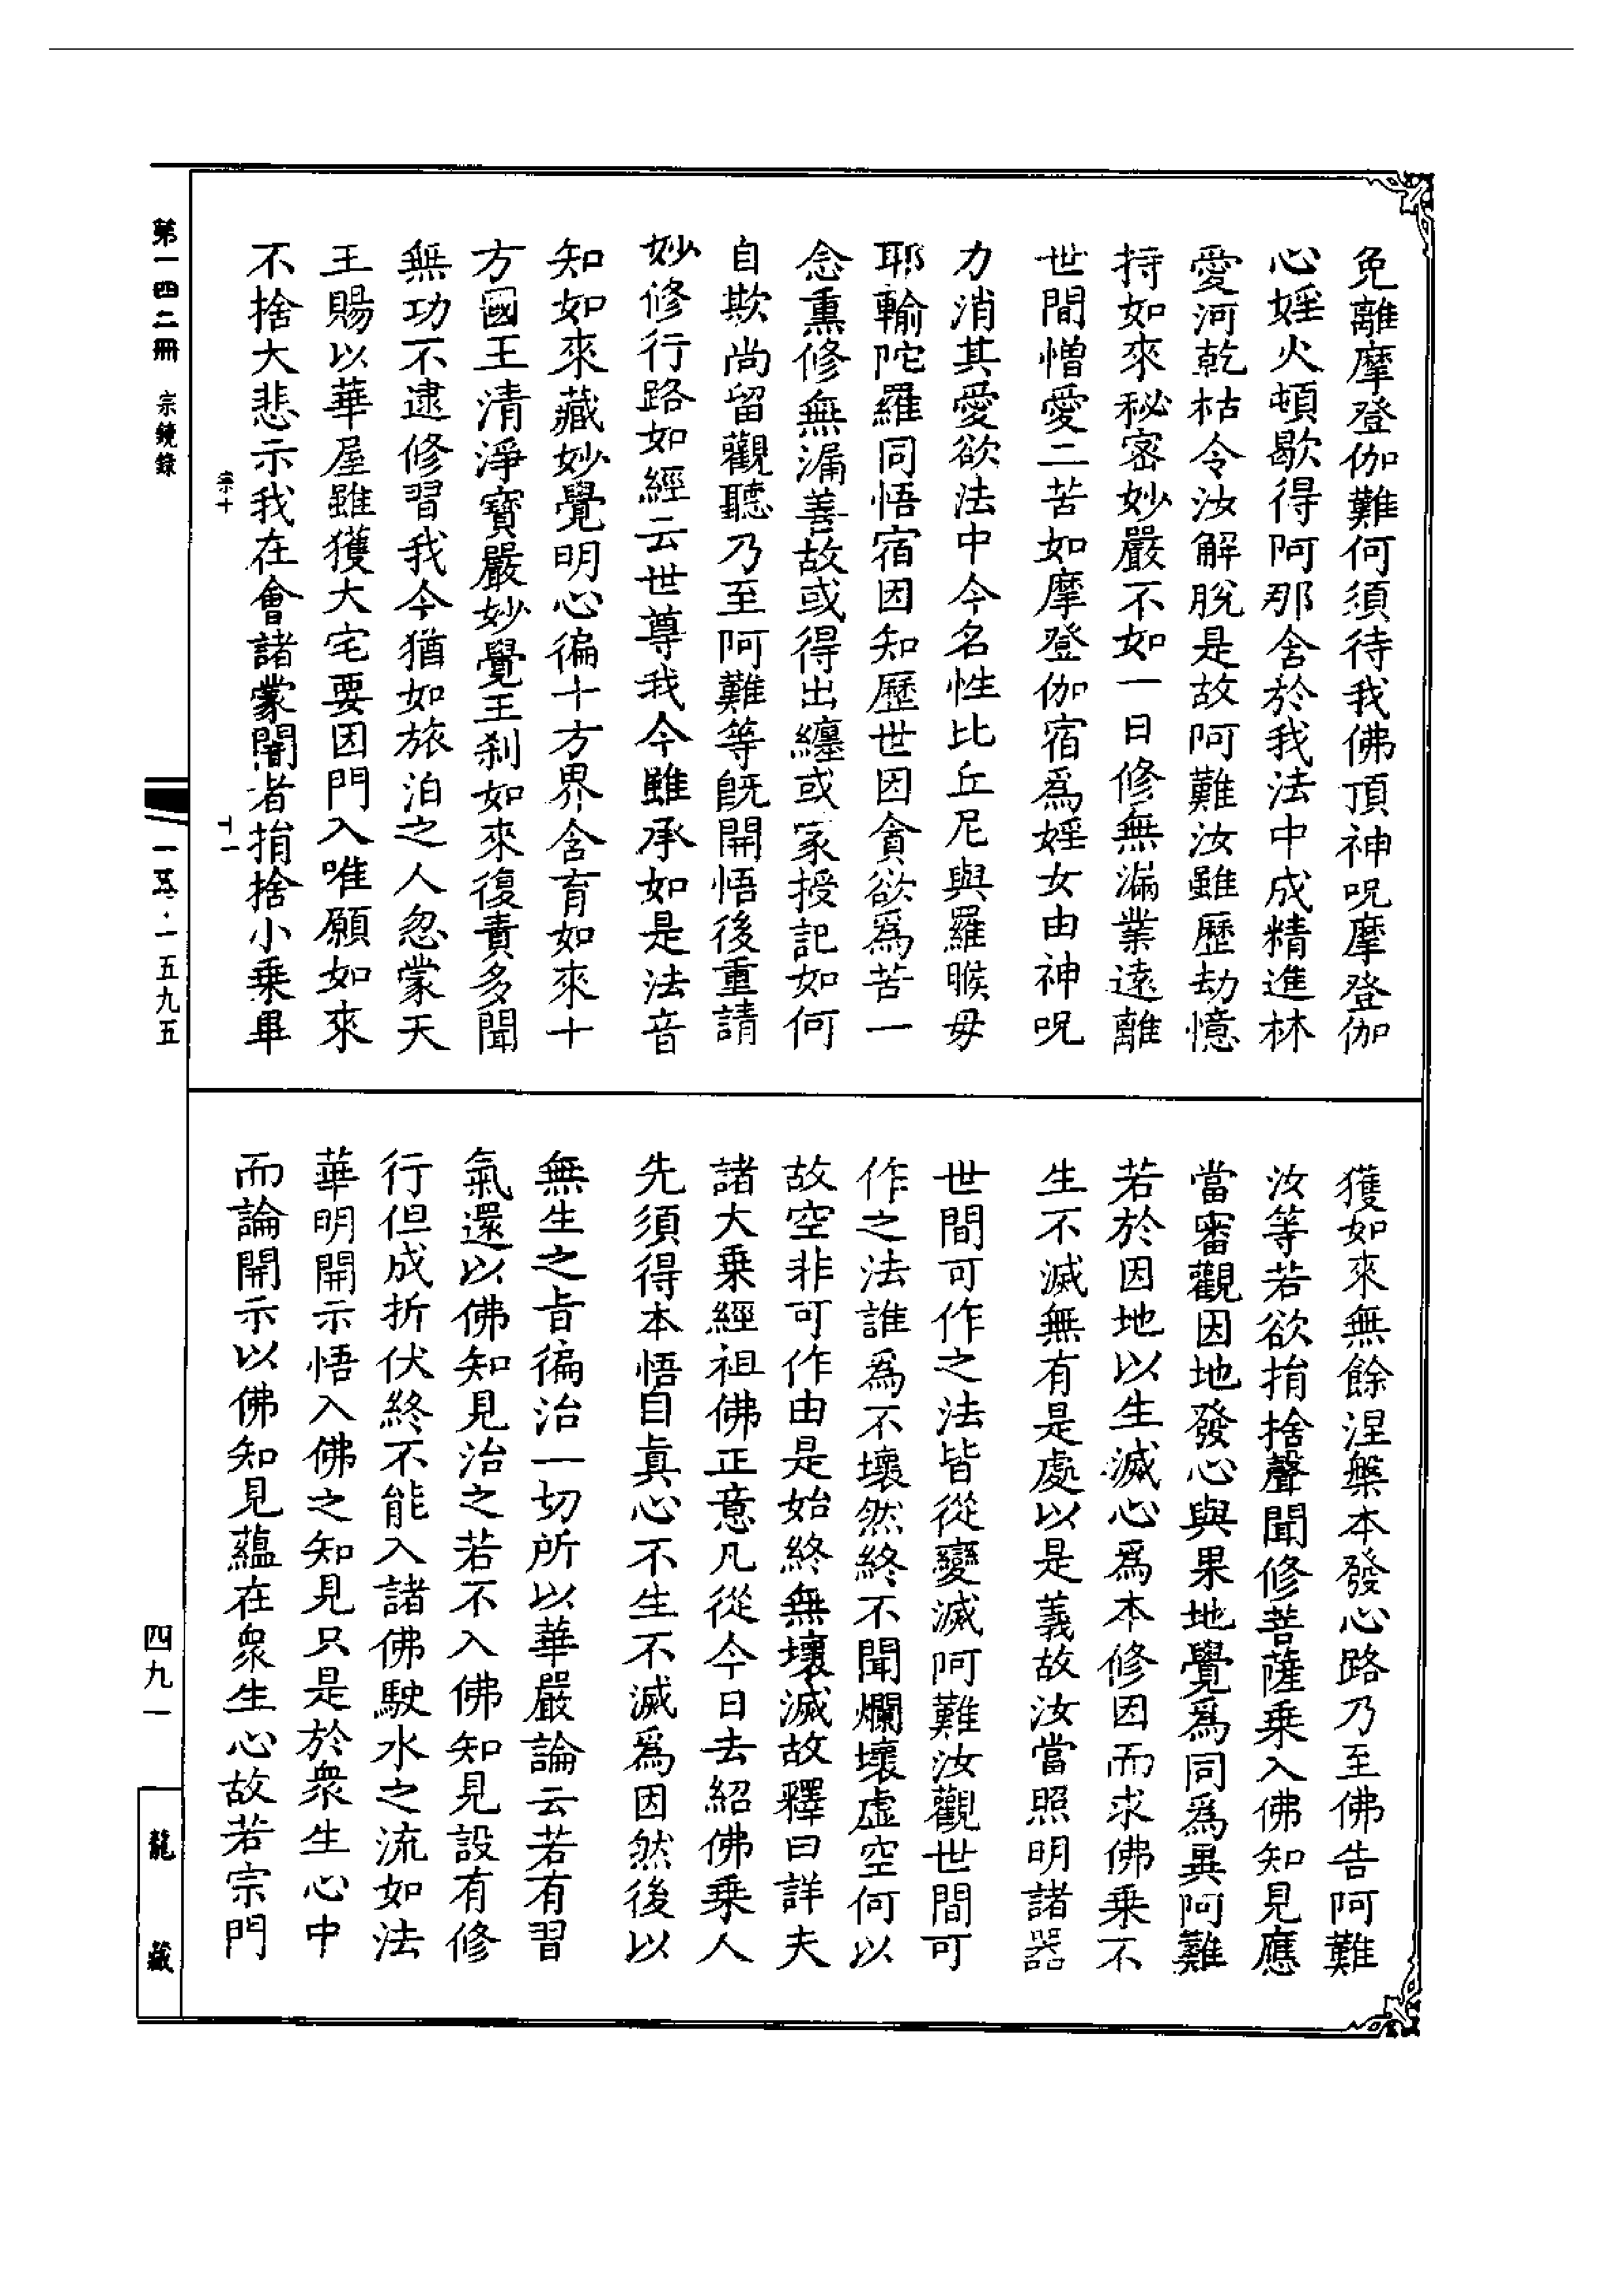 免離摩登伽難何須待我佛頂神呪摩登伽
心婬火頓歇得阿那含於我法中成精進林
愛河乾枯令汝解脫是故阿難汝雖歷劫憶
持如來秘密妙嚴不如一日修無漏業遠離
世間憎愛二苦如摩登伽宿爲婬女由神呪
力消其愛欲法中今名性比丘尼與羅睺母
耶輸陀羅同悟宿因知歷世因貪欲爲苦一
念熏修無漏善故或得出纏或蒙授記如何
自欺尚留觀聽乃至阿難等旣開悟後重請
妙修行路如經云世尊我今雖承如是法音
知如來藏妙覺明心徧十方界含育如來十
方國王清淨寶嚴妙覺王刹如來復責多聞
無功不逮修習我今猶如旅泊之人忽蒙天
王賜以華屋雖獲大宅要因門入唯願如來
不捨大悲示我在會諸蒙闇者捐捨小乗畢
獲如來無餘涅槃本發心路乃至佛告阿難
汝等若欲捐捨聲聞修菩薩乗入佛知見應
當審觀因地發心與果地覺爲同爲異阿難
若於因地以生滅心爲本修因而求佛乗不
生不滅無有是處以是義故汝當照明諸器
世間可作之法皆從變滅阿難汝觀世間可
作之法誰爲不壞然終不聞爛壞虛空何以
故空非可作由是始終無壞滅故釋曰詳夫
諸大乗經祖佛正意凡從今日去紹佛乗人
先須得本悟自眞心不生不滅爲因然後以
無生之㫖徧治一切所以華嚴論云若有習
氣還以佛知見治之若不入佛知見設有修
行但成折伏終不能入諸佛駛水之流如法
華明開示悟入佛之知見只是於衆生心中
而論開示以佛知見蘊在衆生心故若宗門
第一四二冊 宗鏡錄
十一
一五九五
四九一
龍藏